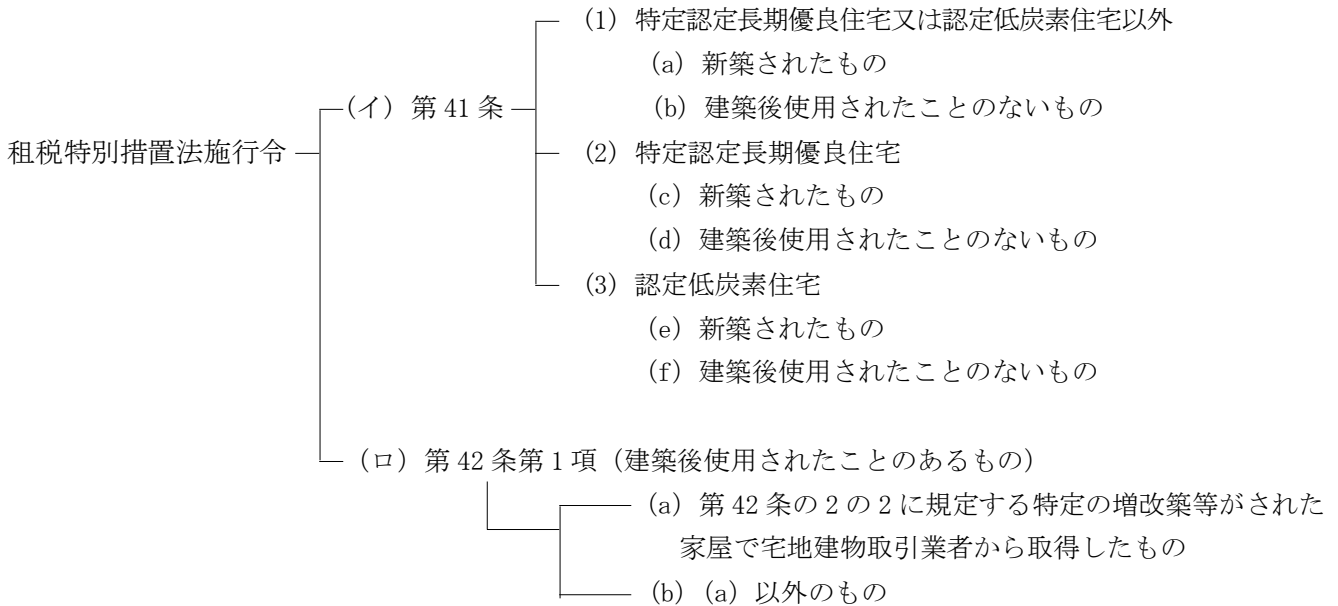 (1) 特定認定長期優良住宅又は認定低炭素住宅以外
(a) 新築されたもの
(イ) 第 41 条
(b) 建築後使用されたことのないもの
租税特別措置法施行令
(2) 特定認定長期優良住宅
(c) 新築されたもの
(d) 建築後使用されたことのないもの
(3) 認定低炭素住宅
(e) 新築されたもの
(f) 建築後使用されたことのないもの
(ロ) 第 42 条第 1 項（建築後使用されたことのあるもの）
(a) 第 42 条の 2 の 2 に規定する特定の増改築等がされた
家屋で宅地建物取引業者から取得したもの
(b) (a) 以外のもの